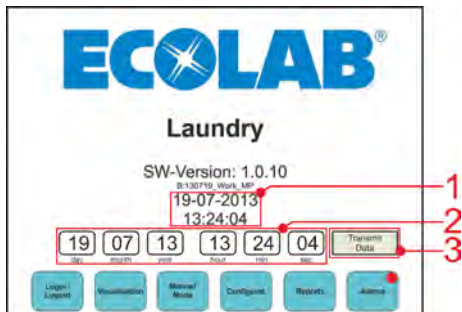 ECOLAB®
Laundry
SW-Version: 1.0.10
B:130719_Work_MP
19-07-2013
1
13:24:04
2
19 07 13 13 24 04
Transmit
Data
3
day month year hour min sec
Login/
Logout
Visualisation
Manual
Mode
Configurat.
Reports
Alarms